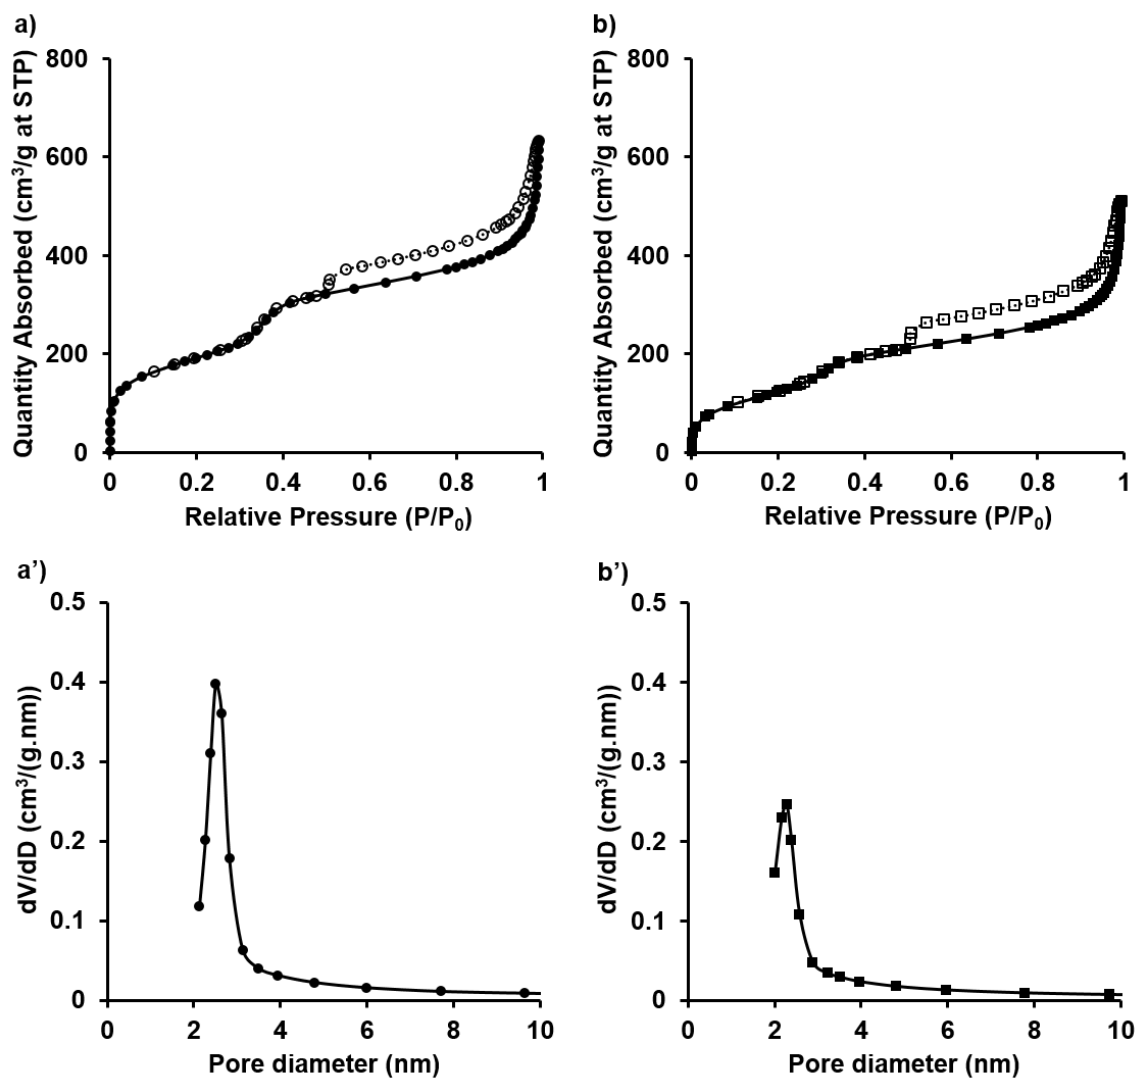 a)
Quantity Absorbed (cm³/g at STP)
800
600
400
200
0
0 0.2 0.4 0.6 0.8 1
Relative Pressure (P/P₀)
b)
Quantity Absorbed (cm³/g at STP)
800
600
400
200
0
0 0.2 0.4 0.6 0.8 1
Relative Pressure (P/P₀)
a’)
dV/dD (cm³/(g.nm))
0.5
0.4
0.3
0.2
0.1
0
0 2 4 6 8 10
Pore diameter (nm)
b’)
dV/dD (cm³/(g.nm))
0.5
0.4
0.3
0.2
0.1
0
0 2 4 6 8 10
Pore diameter (nm)